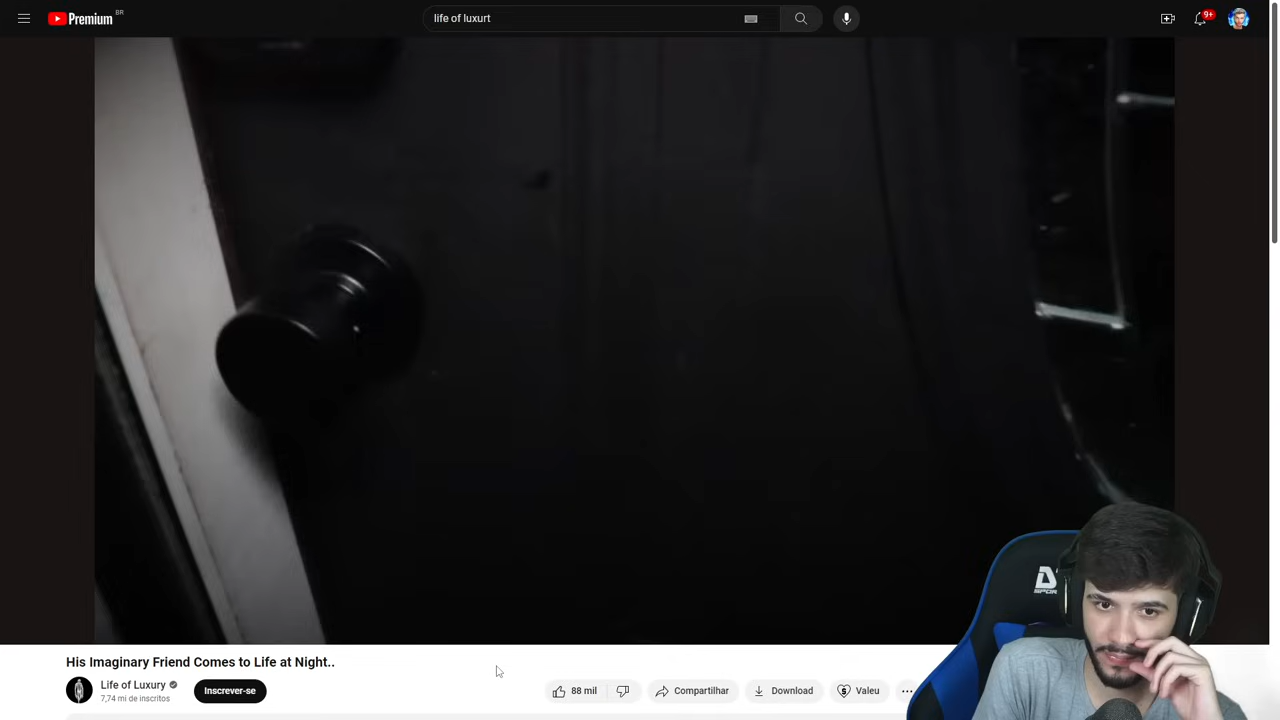 Premium BR
life of luxurt
9+
His Imaginary Friend Comes to Life at Night..
Life of Luxury
7,74 mi de inscritos
Inscrever-se
88 mil
Compartilhar
Download
Valeu